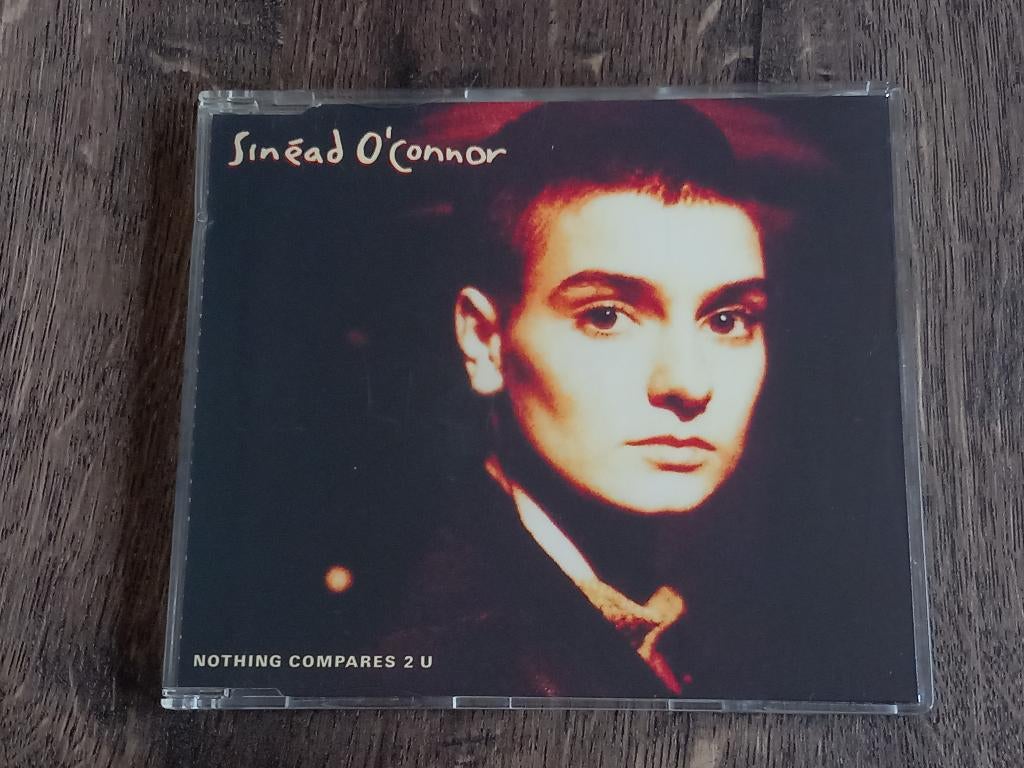 Sinéad O'Connor
NOTHING COMPARES 2 U